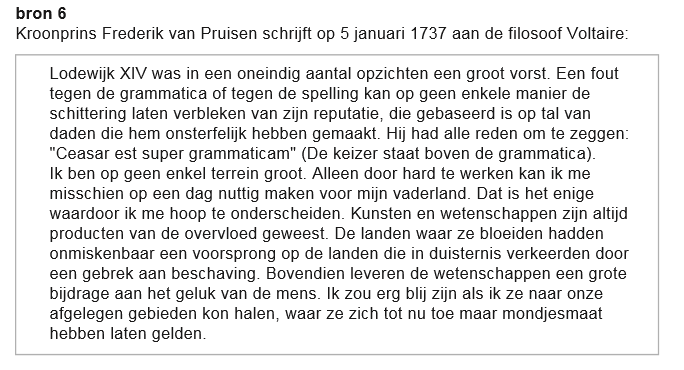 bron 6
Kroonprins Frederik van Pruisen schrijft op 5 januari 1737 aan de filosoof Voltaire:
Lodewijk XIV was in een oneindig aantal opzichten een groot vorst. Een fout
tegen de grammatica of tegen de spelling kan op geen enkele manier de
schittering laten verbleken van zijn reputatie, die gebaseerd is op tal van
daden die hem onsterfelijk hebben gemaakt. Hij had alle reden om te zeggen:
"Ceasar est super grammaticam" (De keizer staat boven de grammatica).
Ik ben op geen enkel terrein groot. Alleen door hard te werken kan ik me
misschien op een dag nuttig maken voor mijn vaderland. Dat is het enige
waardoor ik me hoop te onderscheiden. Kunsten en wetenschappen zijn altijd
producten van de overvloed geweest. De landen waar ze bloeiden hadden
onmiskenbaar een voorsprong op de landen die in duisternis verkeerden door
een gebrek aan beschaving. Bovendien leveren de wetenschappen een grote
bijdrage aan het geluk van de mens. Ik zou erg blij zijn als ik ze naar onze
afgelegen gebieden kon halen, waar ze zich tot nu toe maar mondjesmaat
hebben laten gelden.